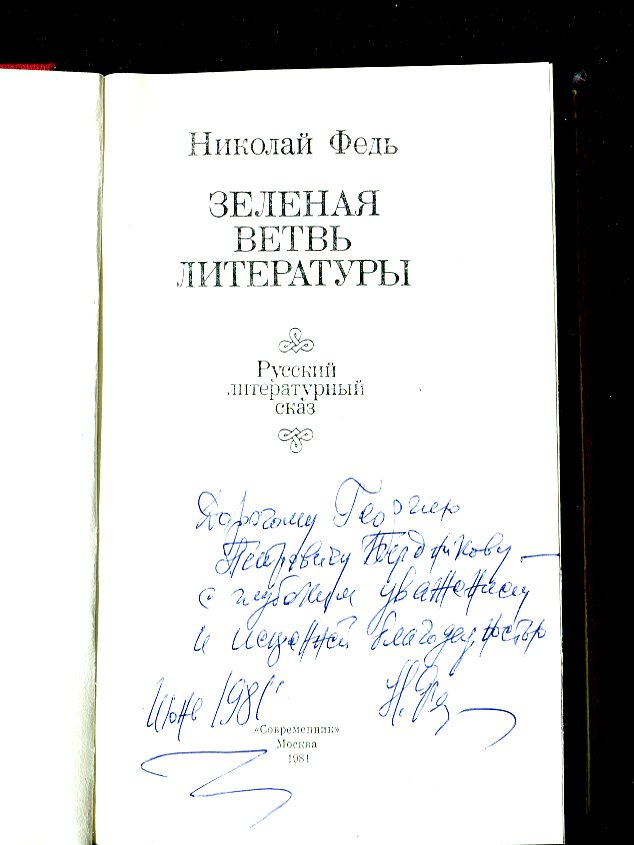 Николай Федь
ЗЕЛЕНАЯ
ВЕТВЬ
ЛИТЕРАТУРЫ
Русский
литературный
сказ
Дорогому Георгию
Петровичу Бердникову —
с глубоким уважением
и искренней благодарностью
Июнь 1981 Н. Федь
«Современник»
Москва
1981